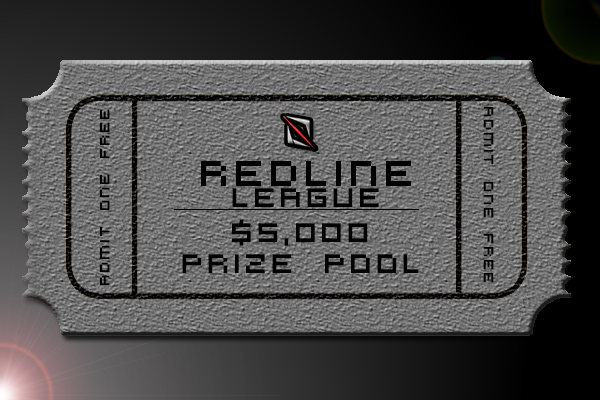 ADMIT ONE FREE
REDLINE
LEAGUE
$5,000
PRIZE POOL
ADMIT ONE FREE